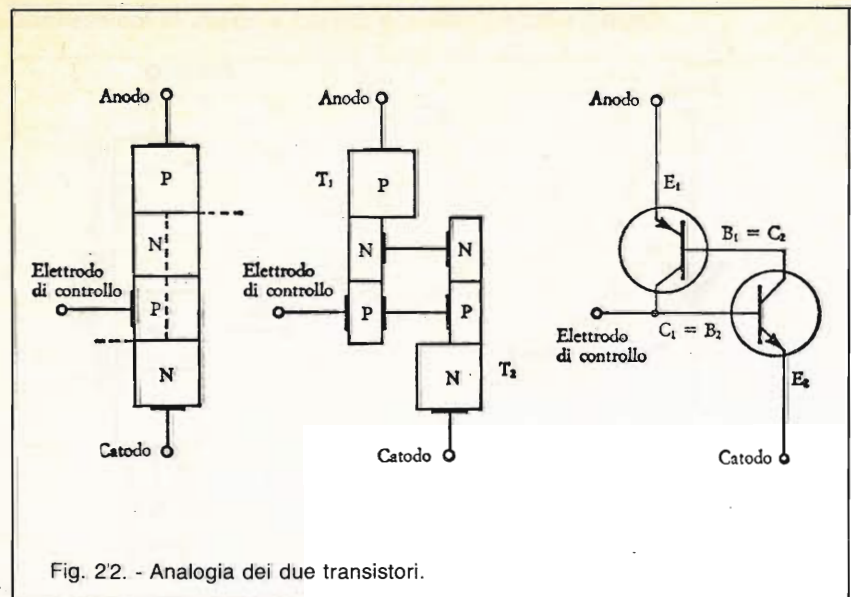 Anodo
P
N
Elettrodo
di controllo
P
N
Catodo
Anodo
T₁
P
N
N
Elettrodo
di controllo
P
P
N
T₂
Catodo
Anodo
E₁
B₁ = C₂
C₁ = B₂
Elettrodo
di controllo
E₂
Catodo
Fig. 2'2. - Analogia dei due transistori.